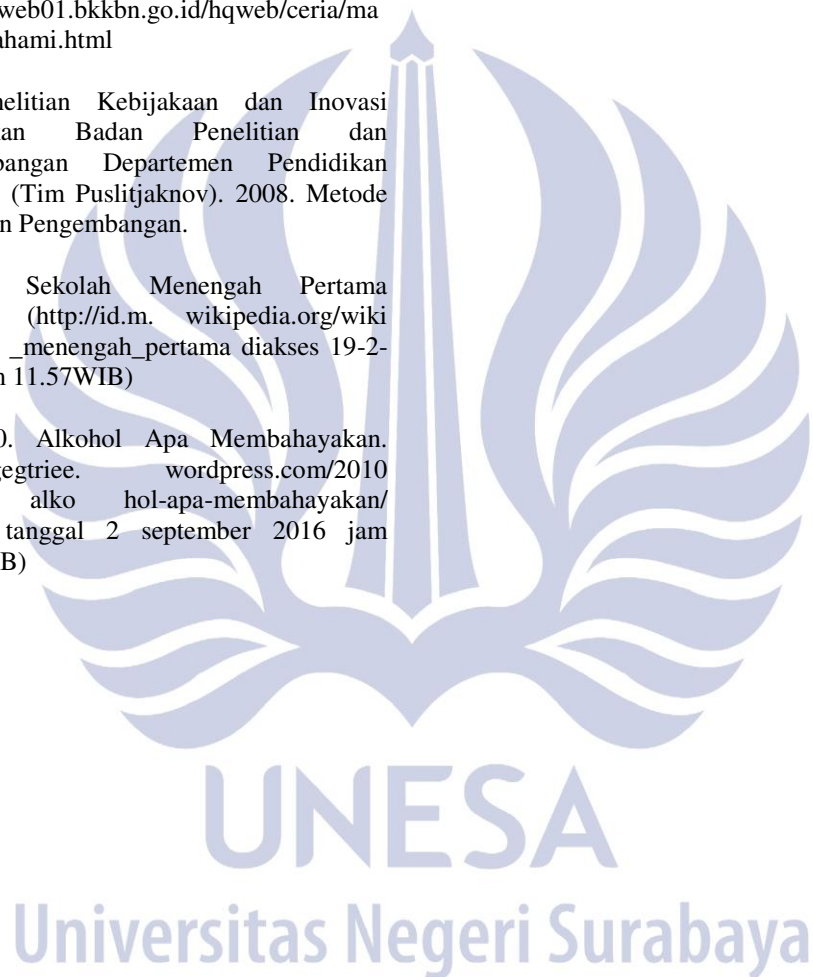 web01.bkkbn.go.id/hqweb/ceria/ma
ahami.html
nelitian Kebijakaan dan Inovasi
kan Badan Penelitian dan
bangan Departemen Pendidikan
(Tim Puslitjaknov). 2008. Metode
n Pengembangan.
Sekolah Menengah Pertama
(http://id.m. wikipedia.org/wiki
_menengah_pertama diakses 19-2-
n 11.57WIB)
0. Alkohol Apa Membahayakan.
gegtriee. wordpress.com/2010
alko hol-apa-membahayakan/
tanggal 2 september 2016 jam
B)
UNESA
Universitas Negeri Surabaya